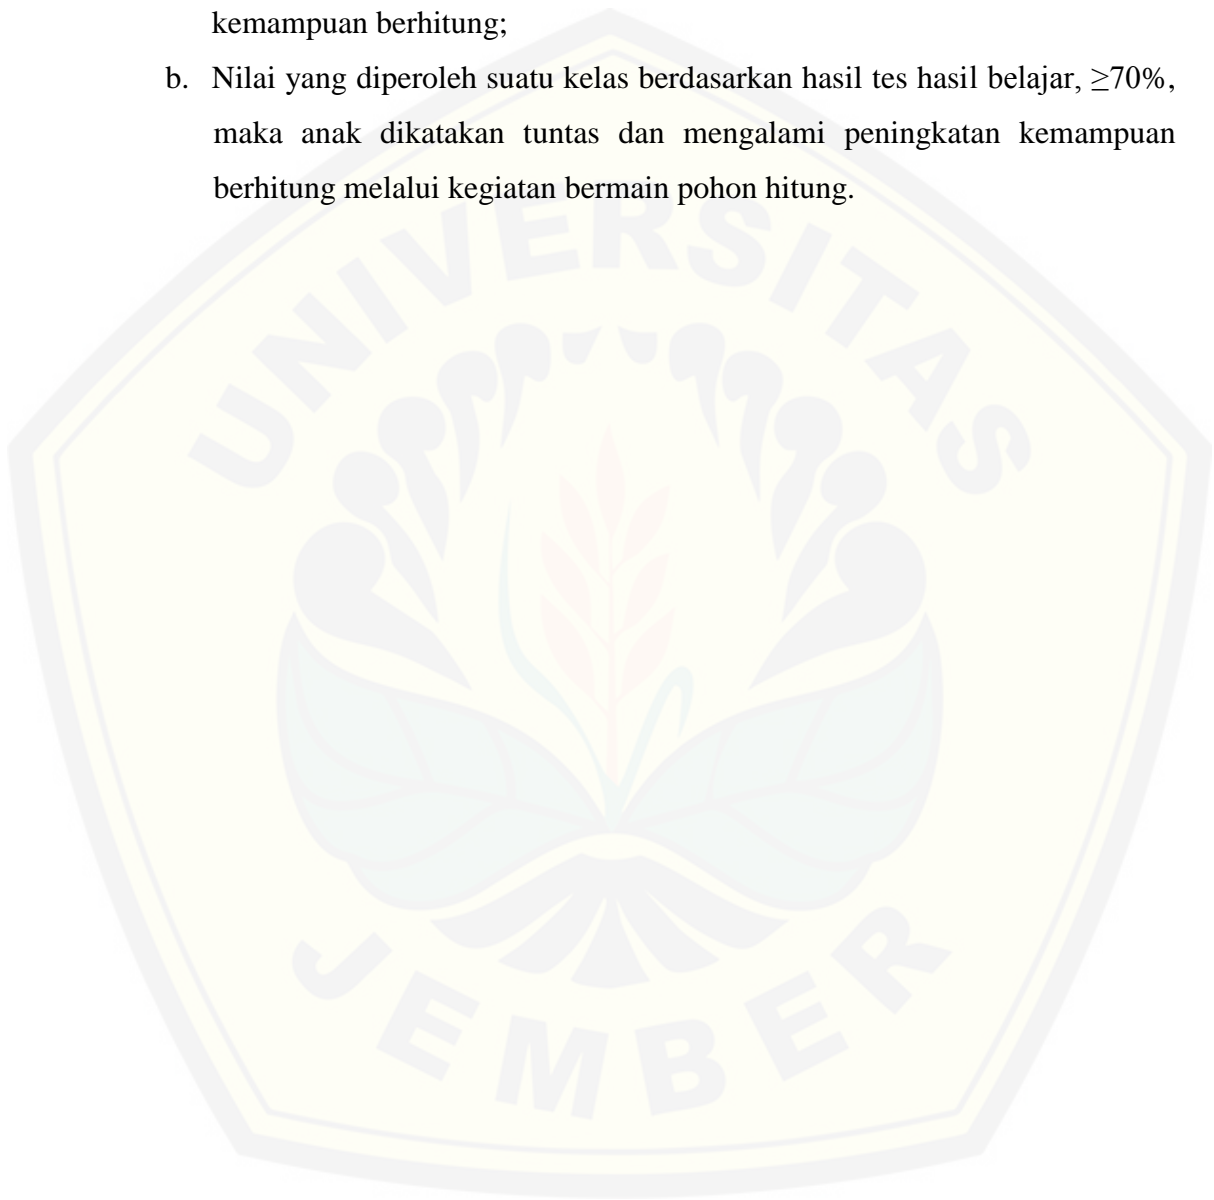 kemampuan berhitung;
b. Nilai yang diperoleh suatu kelas berdasarkan hasil tes hasil belajar, ≥70%,
maka anak dikatakan tuntas dan mengalami peningkatan kemampuan
berhitung melalui kegiatan bermain pohon hitung.
UNIVERSITAS
JEMBER